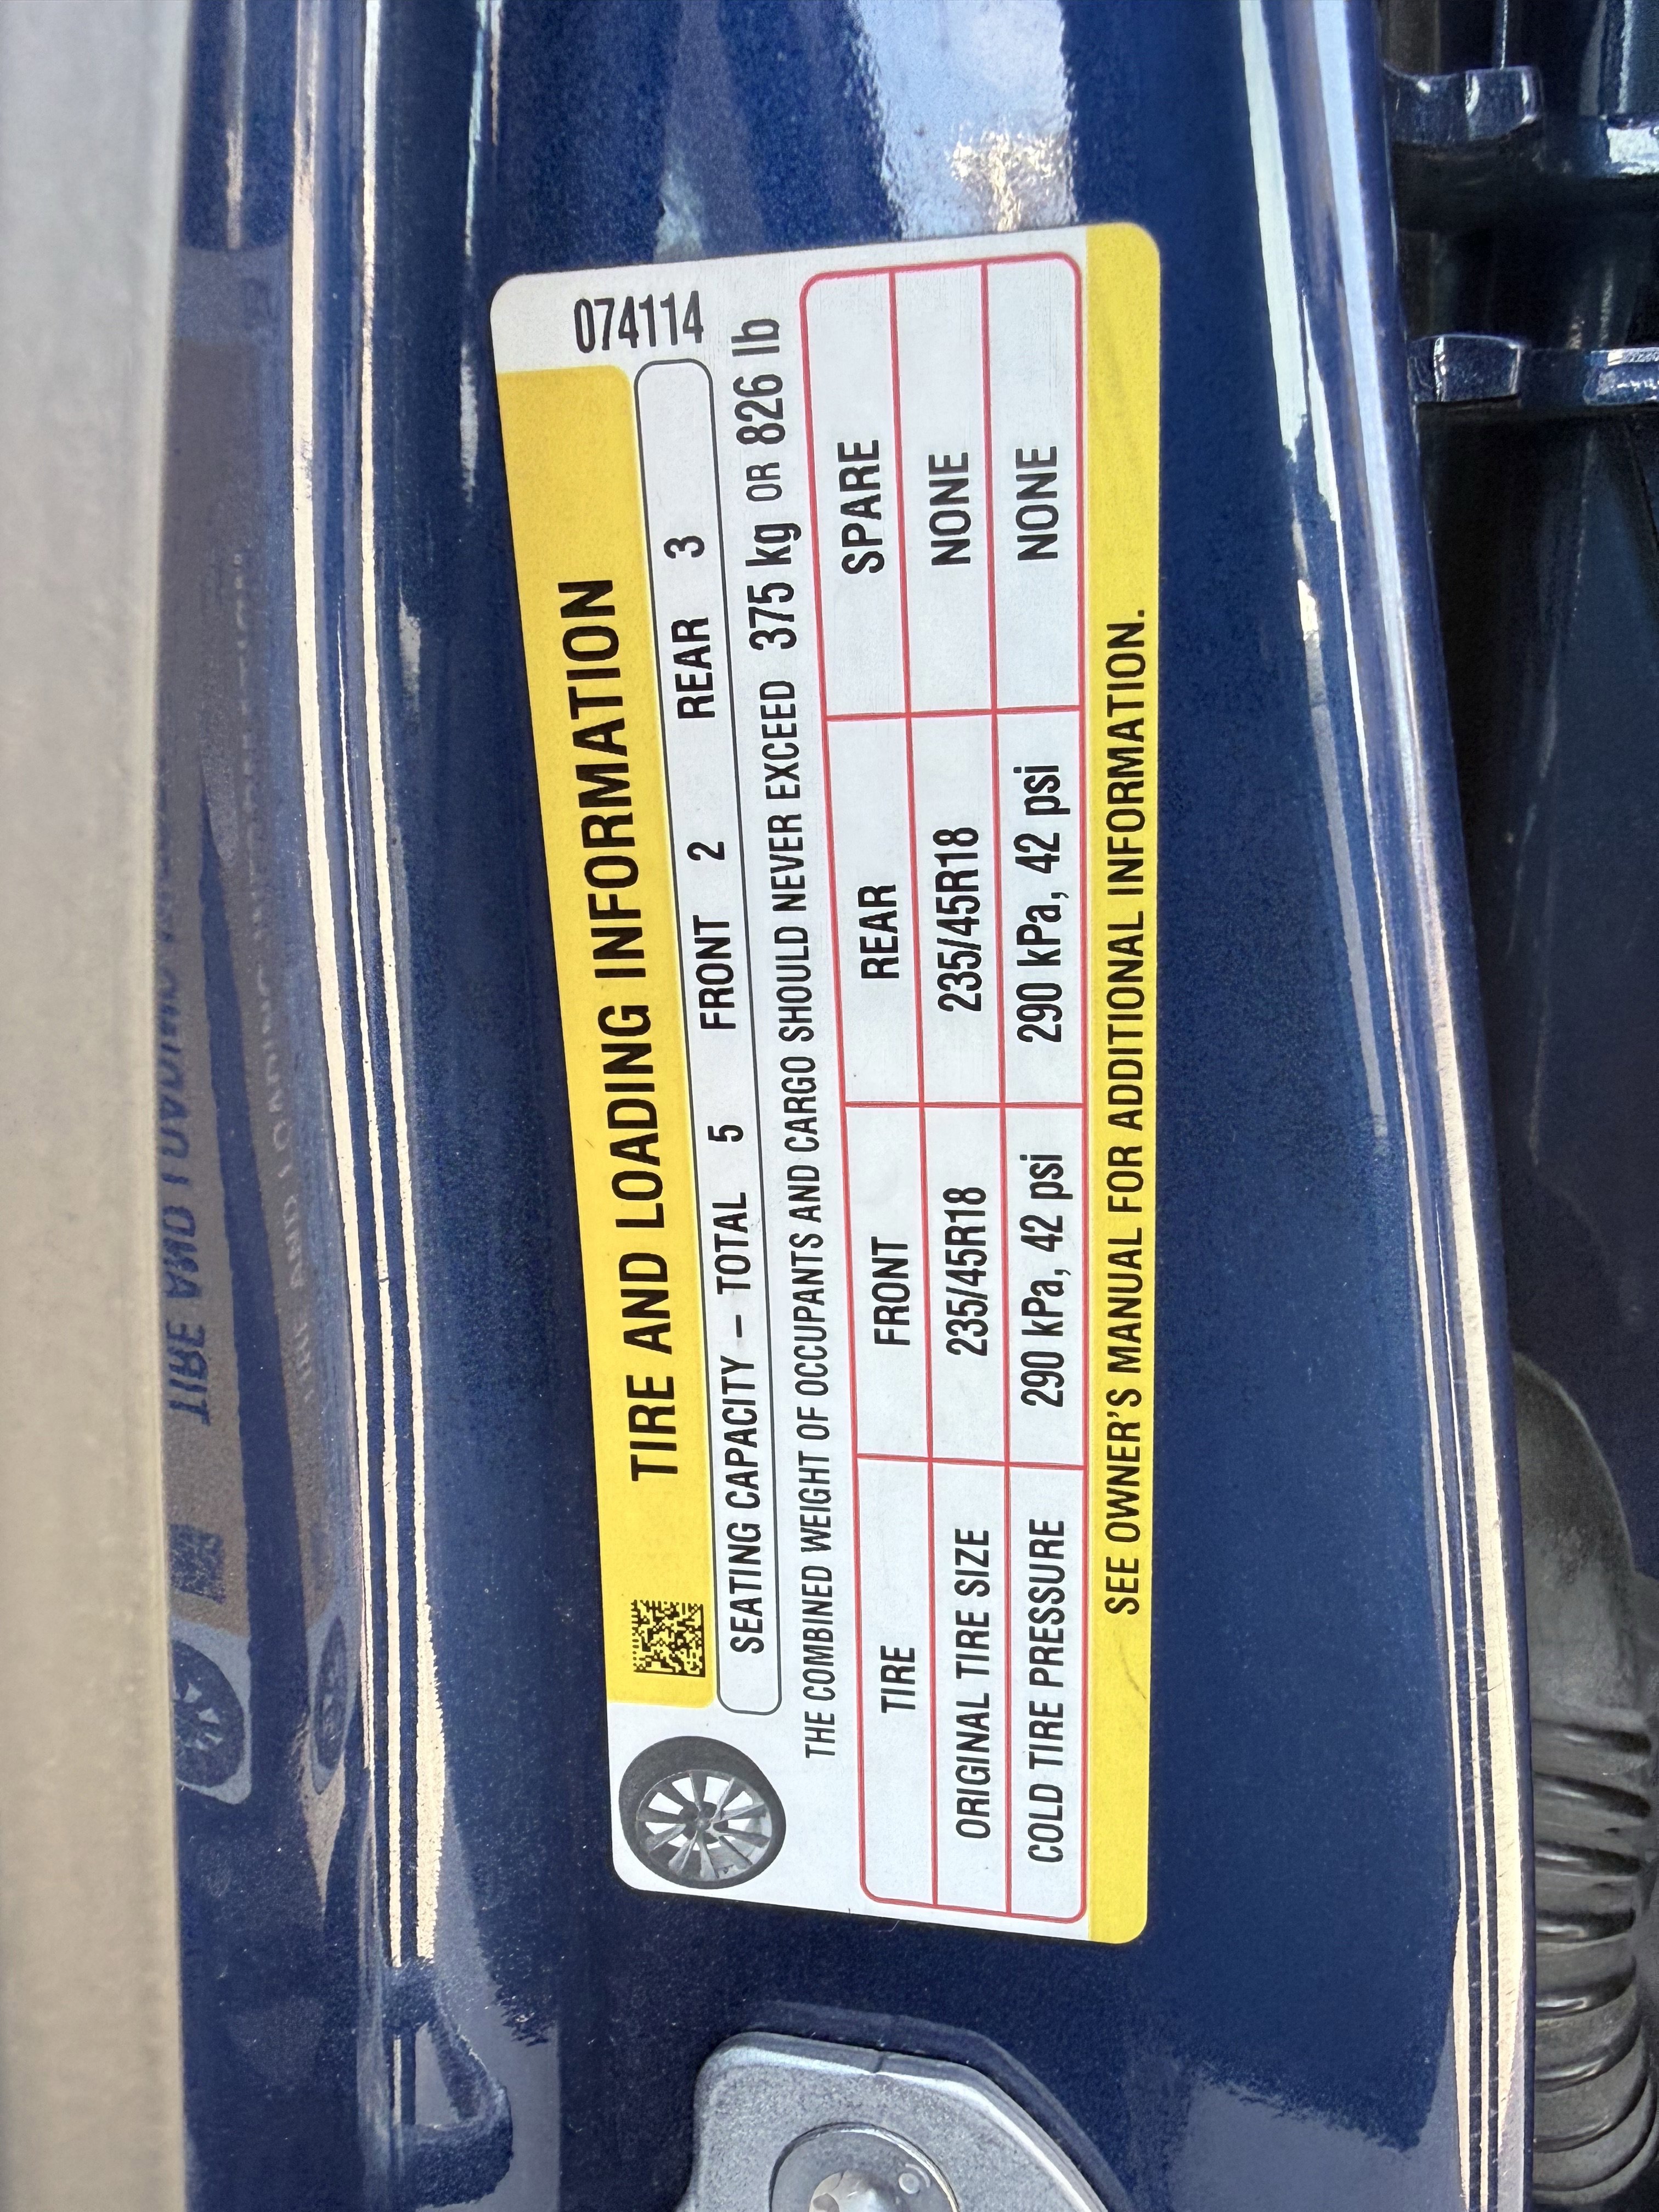 074114
TIRE AND LOADING INFORMATION
SEATING CAPACITY – TOTAL 5 FRONT 2 REAR 3
THE COMBINED WEIGHT OF OCCUPANTS AND CARGO SHOULD NEVER EXCEED 375 kg OR 826 lb
TIRE FRONT REAR SPARE
ORIGINAL TIRE SIZE 235/45R18 235/45R18 NONE
COLD TIRE PRESSURE 290 kPa, 42 psi 290 kPa, 42 psi NONE
SEE OWNER'S MANUAL FOR ADDITIONAL INFORMATION.